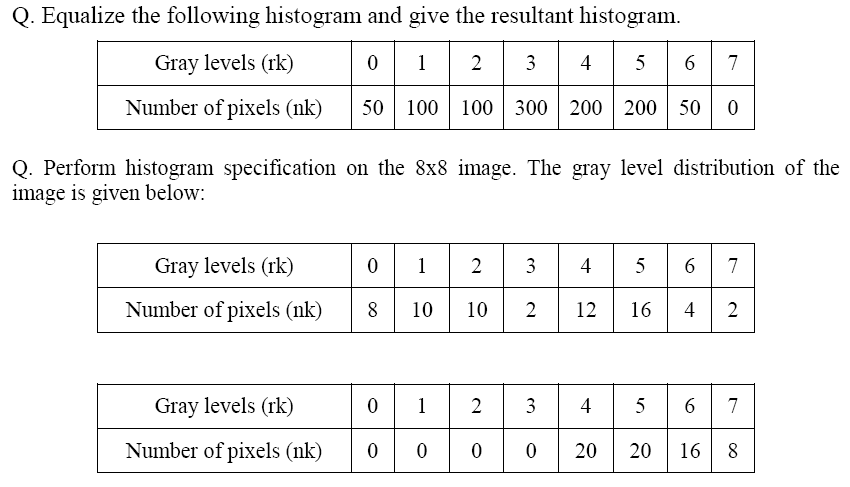 Q. Equalize the following histogram and give the resultant histogram.
Gray levels (rk) 0 1 2 3 4 5 6 7
Number of pixels (nk) 50 100 100 300 200 200 50 0
Q. Perform histogram specification on the 8x8 image. The gray level distribution of the
image is given below:
Gray levels (rk) 0 1 2 3 4 5 6 7
Number of pixels (nk) 8 10 10 2 12 16 4 2
Gray levels (rk) 0 1 2 3 4 5 6 7
Number of pixels (nk) 0 0 0 0 20 20 16 8